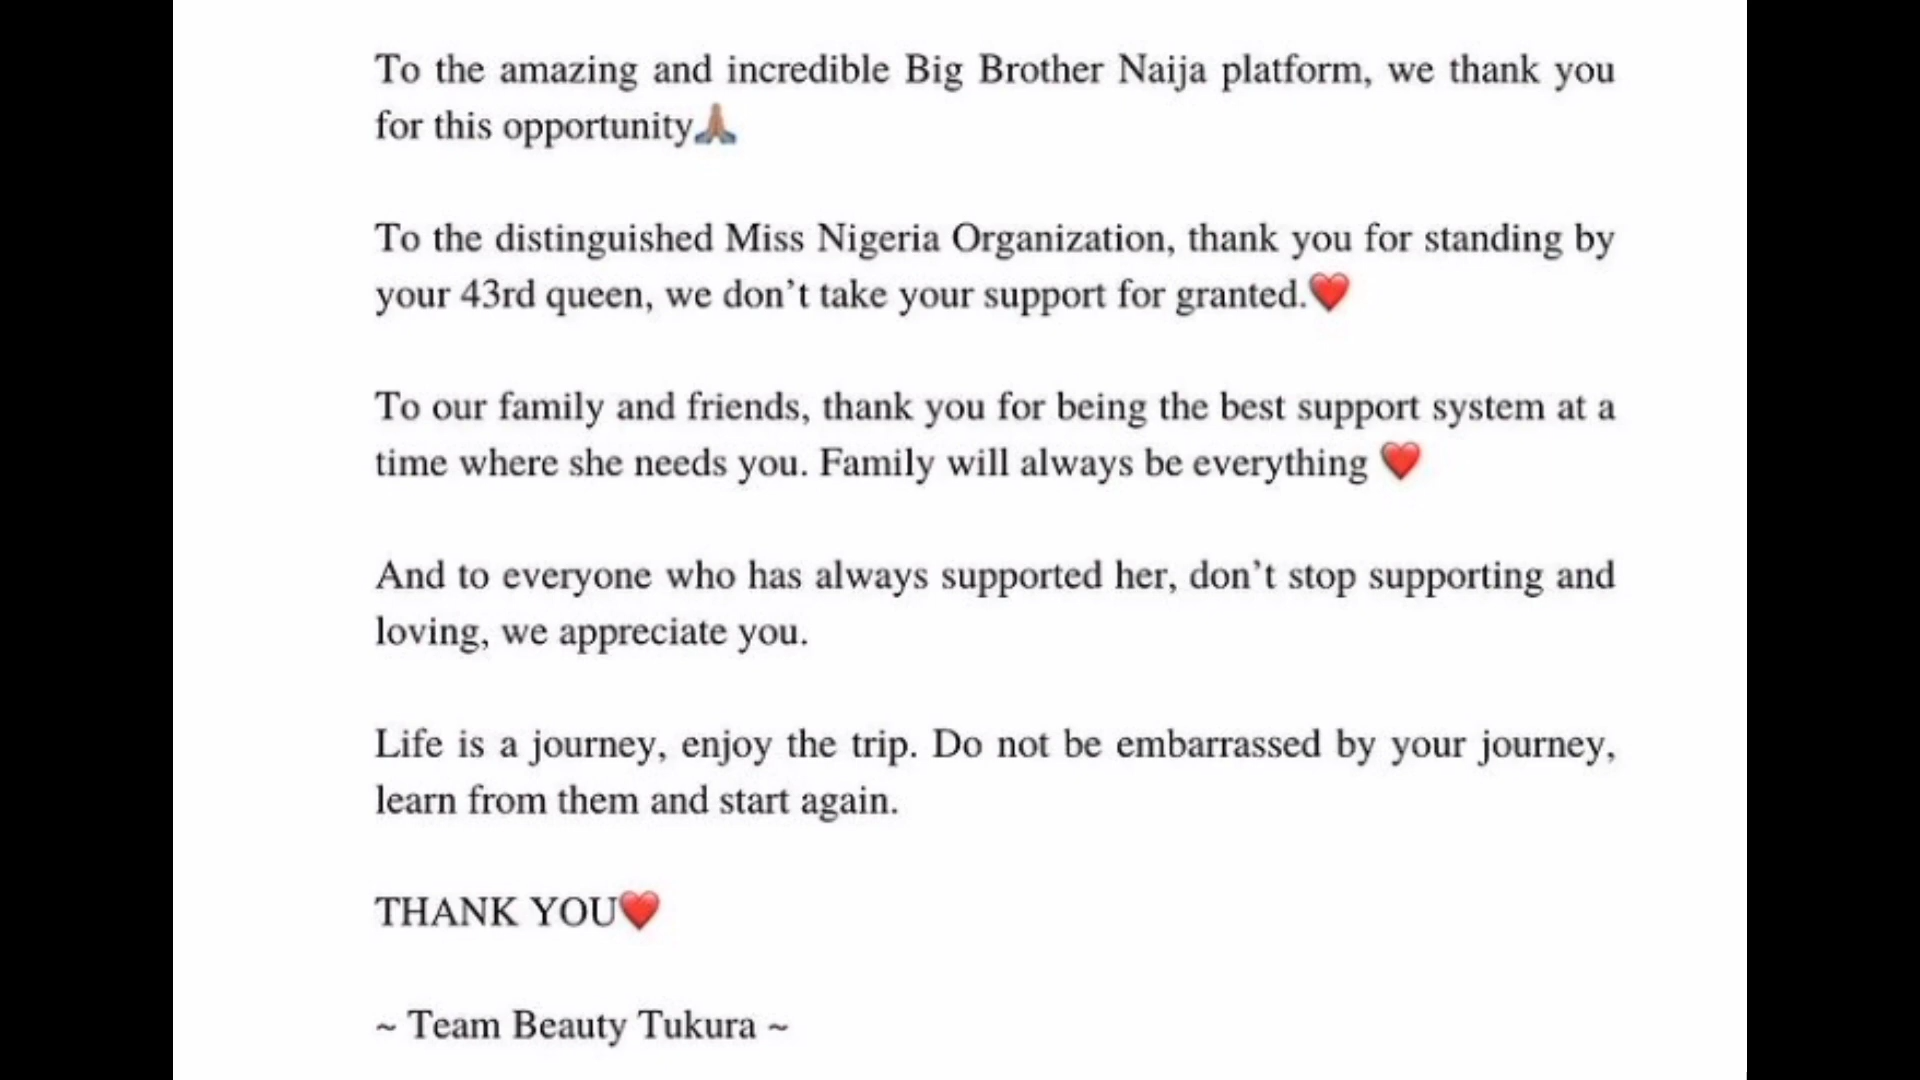 To the amazing and incredible Big Brother Naija platform, we thank you
for this opportunity🙏🏽
To the distinguished Miss Nigeria Organization, thank you for standing by
your 43rd queen, we don’t take your support for granted.❤️
To our family and friends, thank you for being the best support system at a
time where she needs you. Family will always be everything ❤️
And to everyone who has always supported her, don’t stop supporting and
loving, we appreciate you.
Life is a journey, enjoy the trip. Do not be embarrassed by your journey,
learn from them and start again.
THANK YOU❤️
~ Team Beauty Tukura ~